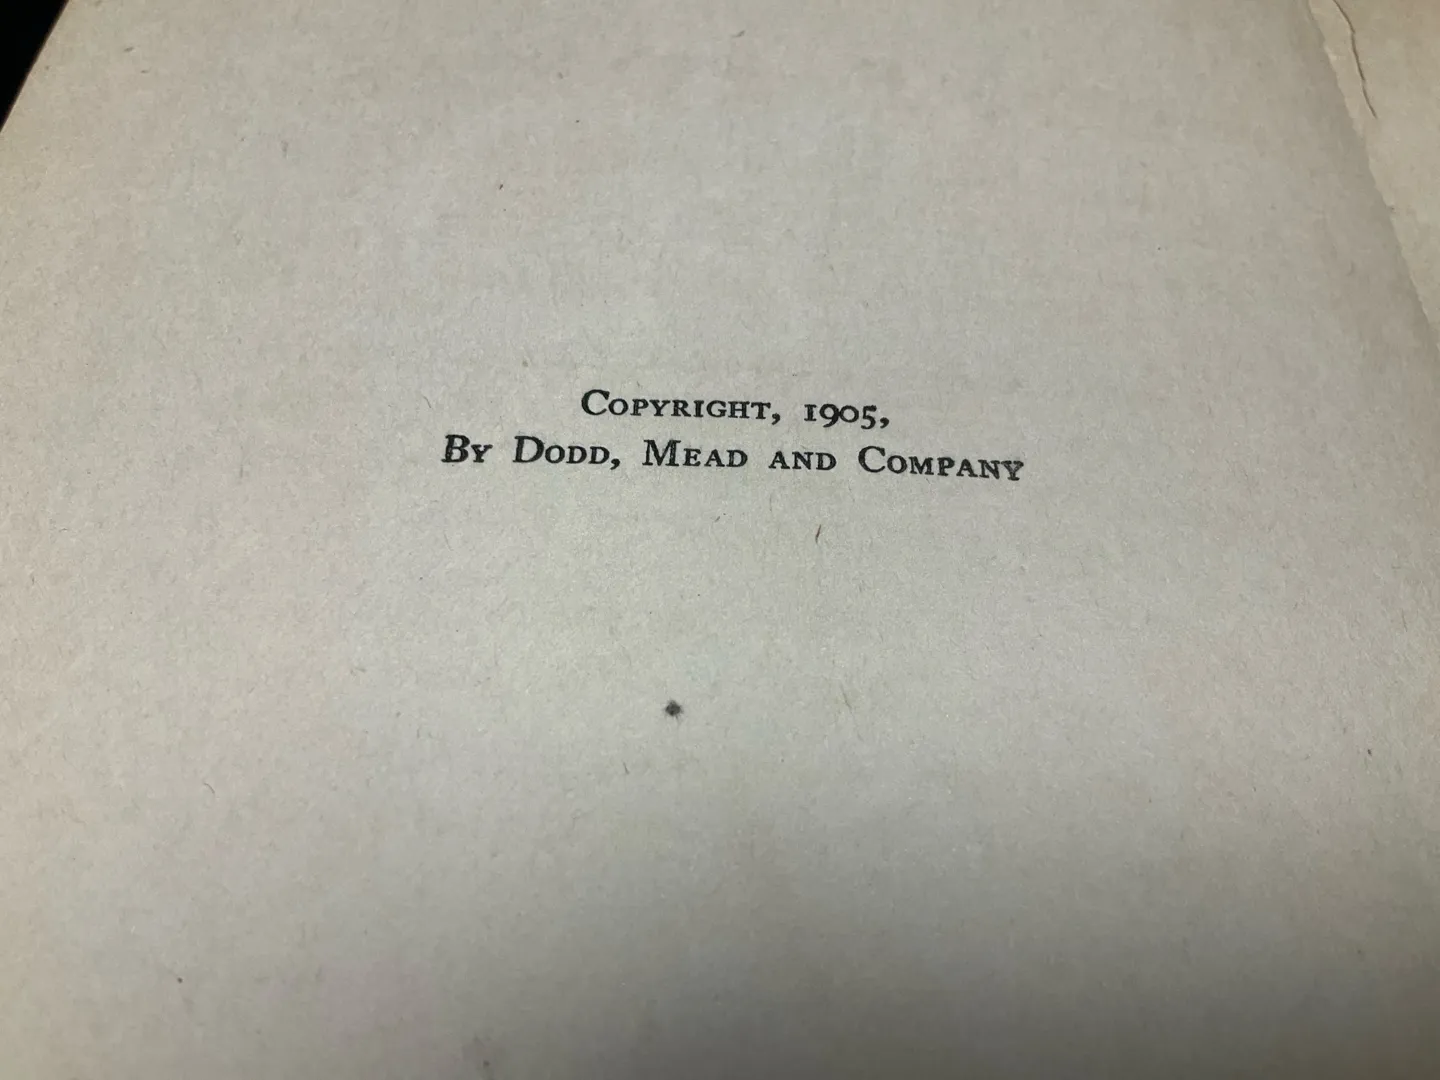 Copyright, 1905,
By Dodd, Mead and Company